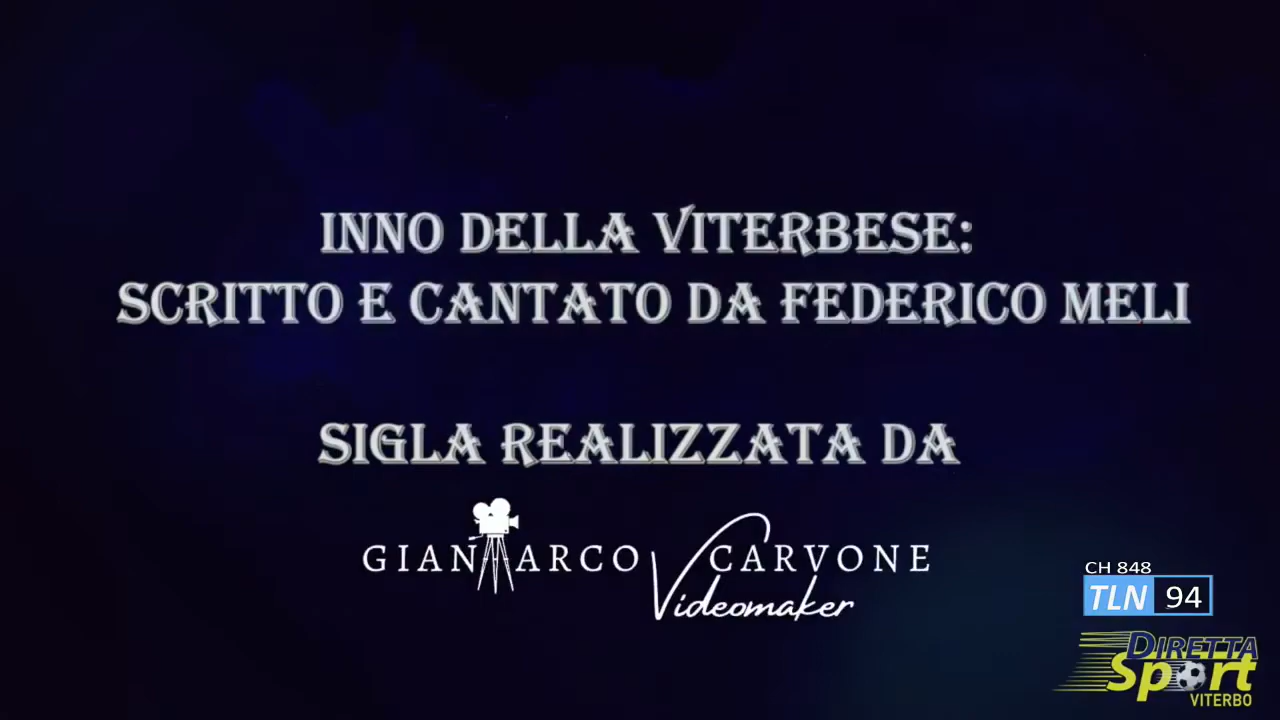 INNO DELLA VITERBESE:
SCRITTO E CANTATO DA FEDERICO MELI
SIGLA REALIZZATA DA
GIANMARCO CARVONE
Videomaker
CH 848
TLN 94
DIRETTA
Sport
VITERBO